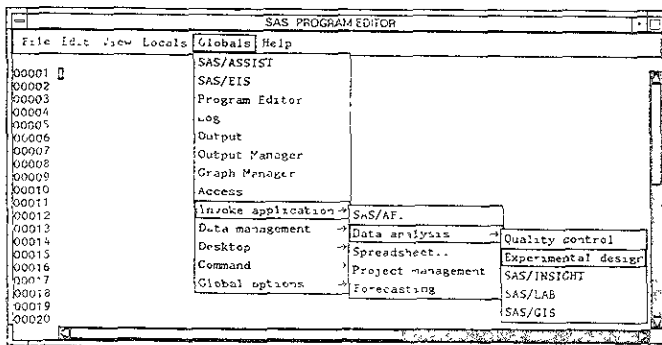 SAS PROGRAM EDITOR
File Edit View Locals Globals Help
SAS/ASSIST
00001
SAS/EIS
00002
00003 Program Editor
00004 Log
00005
00006 Output
00007 Output Manager
00008
00009 Graph Manager
00010 Access
00011
00012 Invoke application → SAS/AF..
00013 Data management → Data analysis → Quality control
00014
00015 Desktop → Spreadsheet.. Experimental design
00016 Command Project management SAS/INSIGHT
00017 Global options → Forecasting SAS/LAB
00018
00019 SAS/GIS
00020